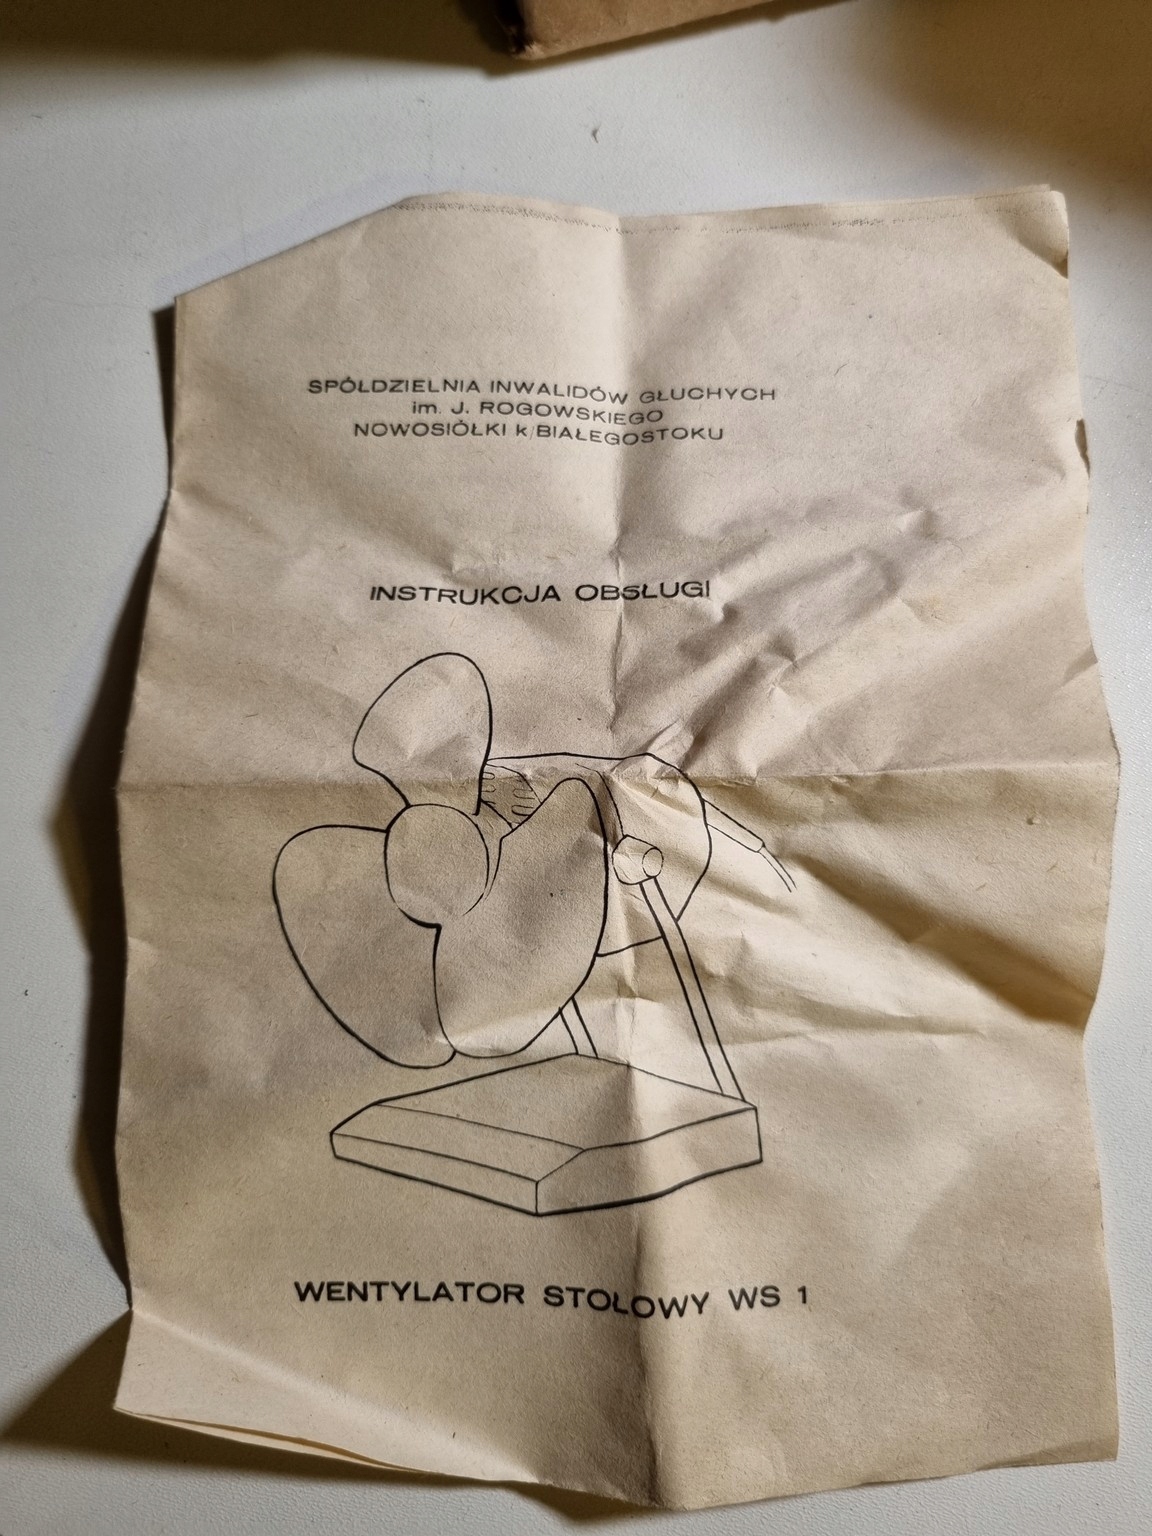 SPÓŁDZIELNIA INWALIDÓW GŁUCHYCH
im. J. ROGOWSKIEGO
NOWOSIÓŁKI k/BIAŁEGOSTOKU
INSTRUKCJA OBSŁUGI
WENTYLATOR STOŁOWY WS 1